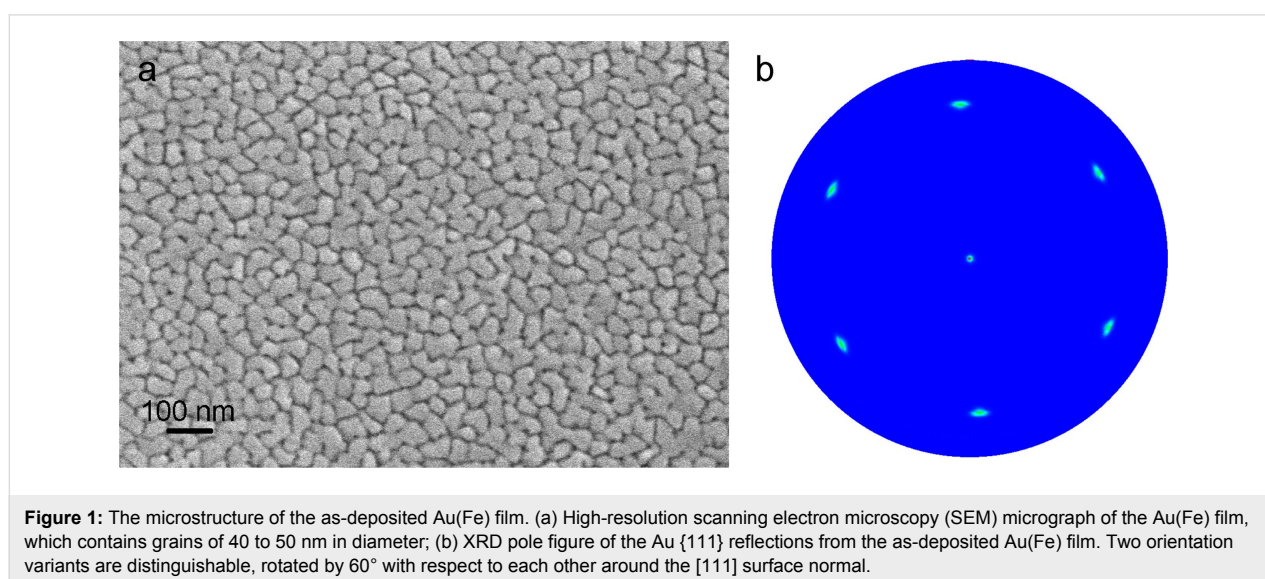 a
b
100 nm
Figure 1: The microstructure of the as-deposited Au(Fe) film. (a) High-resolution scanning electron microscopy (SEM) micrograph of the Au(Fe) film,
which contains grains of 40 to 50 nm in diameter; (b) XRD pole figure of the Au {111} reflections from the as-deposited Au(Fe) film. Two orientation
variants are distinguishable, rotated by 60° with respect to each other around the [111] surface normal.